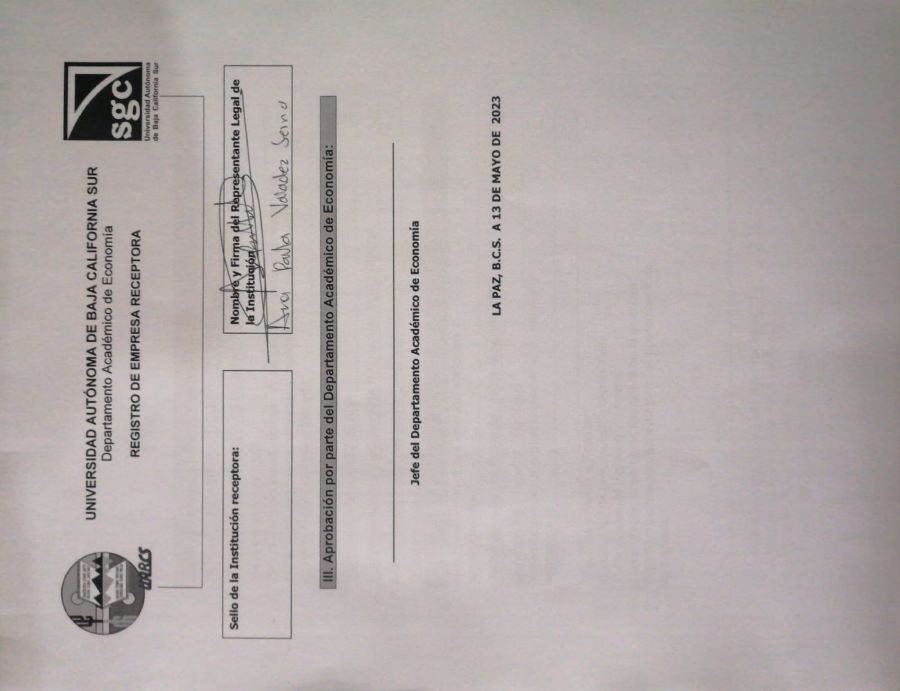 UNIVERSIDAD AUTÓNOMA DE BAJA CALIFORNIA SUR
Departamento Académico de Economía
REGISTRO DE EMPRESA RECEPTORA
UABCS
sgc
Universidad Autónoma
de Baja California Sur
Sello de la Institución receptora:
Nombre y Firma del Representante Legal de
la Institución
Ana Paula Valadez
III. Aprobación por parte del Departamento Académico de Economía:
Jefe del Departamento Académico de Economía
LA PAZ, B.C.S. A 13 DE MAYO DE 2023